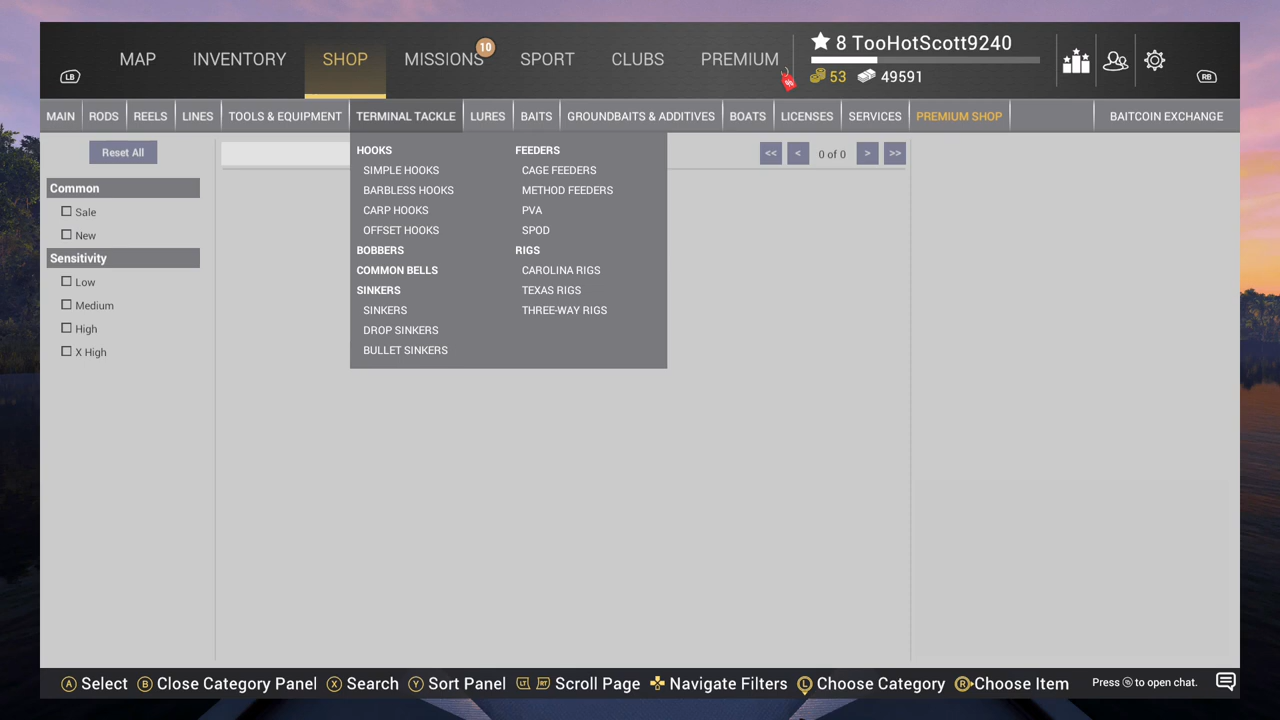 MAP INVENTORY SHOP MISSIONS 10 SPORT CLUBS PREMIUM
8 TooHotScott9240
53 49591
LB
RB
MAIN RODS REELS LINES TOOLS & EQUIPMENT TERMINAL TACKLE LURES BAITS GROUNDBAITS & ADDITIVES BOATS LICENSES SERVICES PREMIUM SHOP BAITCOIN EXCHANGE
Reset All
<< < 0 of 0 > >>
Common
Sale
New
Sensitivity
Low
Medium
High
X High
HOOKS
SIMPLE HOOKS
BARBLESS HOOKS
CARP HOOKS
OFFSET HOOKS
BOBBERS
COMMON BELLS
SINKERS
SINKERS
DROP SINKERS
BULLET SINKERS
FEEDERS
CAGE FEEDERS
METHOD FEEDERS
PVA
SPOD
RIGS
CAROLINA RIGS
TEXAS RIGS
THREE-WAY RIGS
A Select B Close Category Panel X Search Y Sort Panel LT RT Scroll Page Navigate Filters L Choose Category R Choose Item Press to open chat.